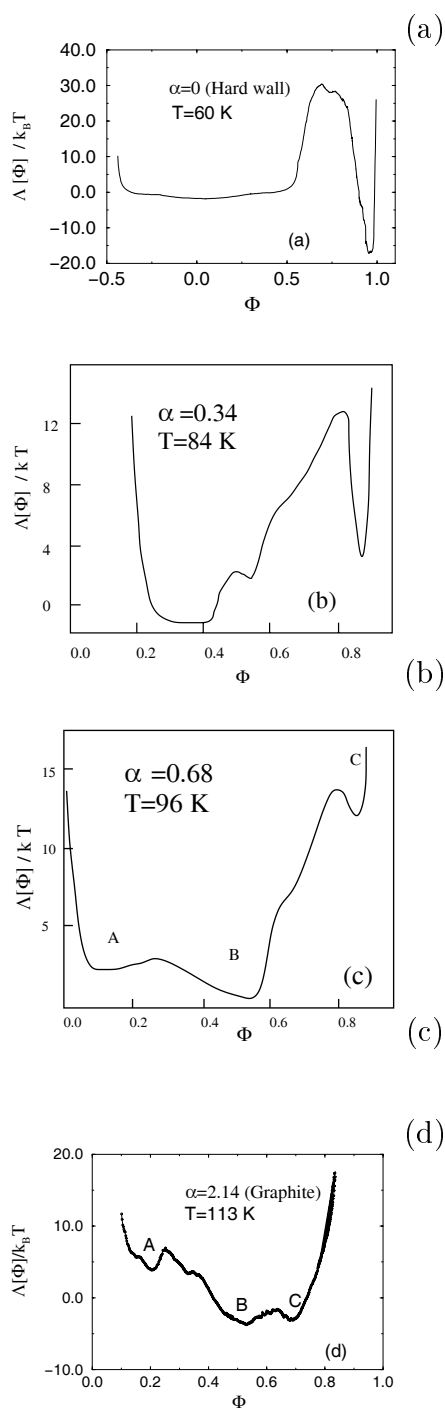 (a)
40.0
30.0
20.0
10.0
0.0
−10.0
−20.0
Λ [Φ] / k_B T
α=0 (Hard wall)
T=60 K
(a)
−0.5 0.0 0.5 1.0
Φ
12
8
4
0
Λ[Φ] / k T
α =0.34
T=84 K
(b)
0.0 0.2 0.4 0.6 0.8
Φ
(b)
15
10
5
Λ[Φ] / k T
α =0.68
T=96 K
A
B
C
(c)
0.0 0.2 0.4 0.6 0.8
Φ
(c)
(d)
20.0
10.0
0.0
−10.0
Λ[Φ]/k_BT
α=2.14 (Graphite)
T=113 K
A
B
C
(d)
0.0 0.2 0.4 0.6 0.8 1.0
Φ